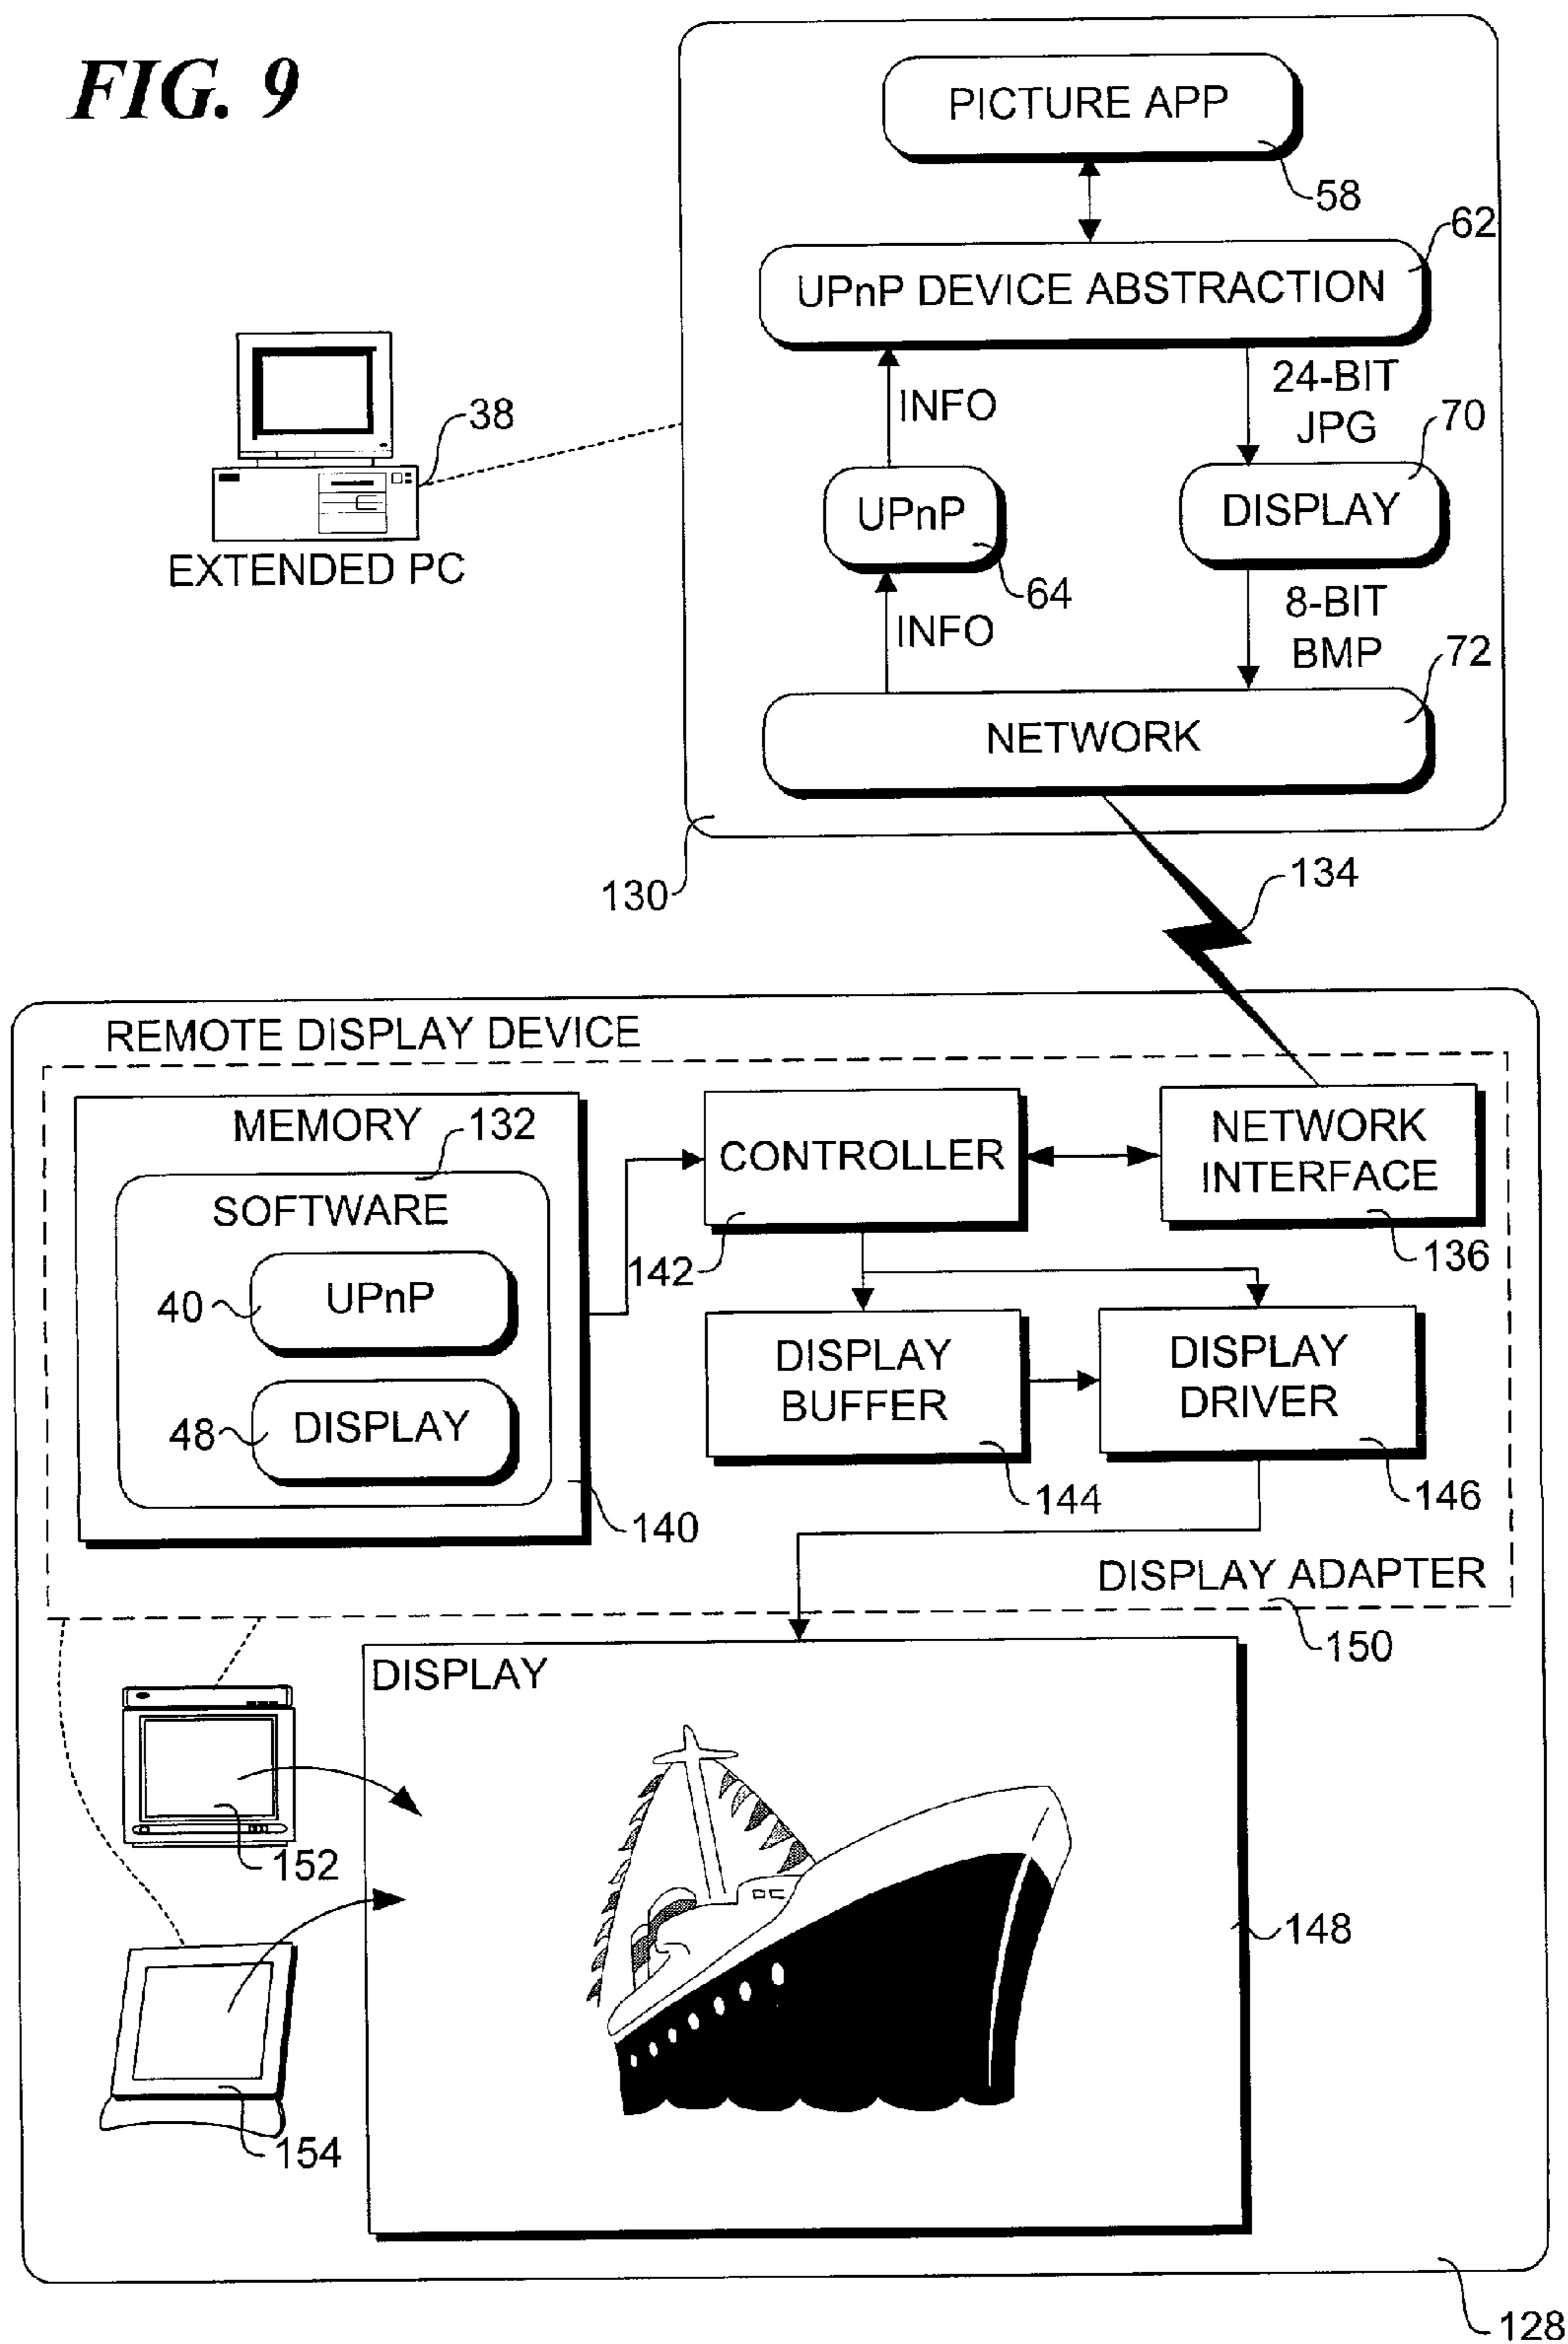 FIG. 9
PICTURE APP
58
62
UPnP DEVICE ABSTRACTION
INFO
24-BIT
JPG
70
38
UPnP
DISPLAY
EXTENDED PC
64
INFO
8-BIT
BMP
72
NETWORK
130
134
REMOTE DISPLAY DEVICE
MEMORY
132
SOFTWARE
UPnP
40
DISPLAY
48
140
CONTROLLER
142
NETWORK
INTERFACE
136
DISPLAY
BUFFER
144
DISPLAY
DRIVER
146
DISPLAY ADAPTER
150
DISPLAY
152
148
154
128